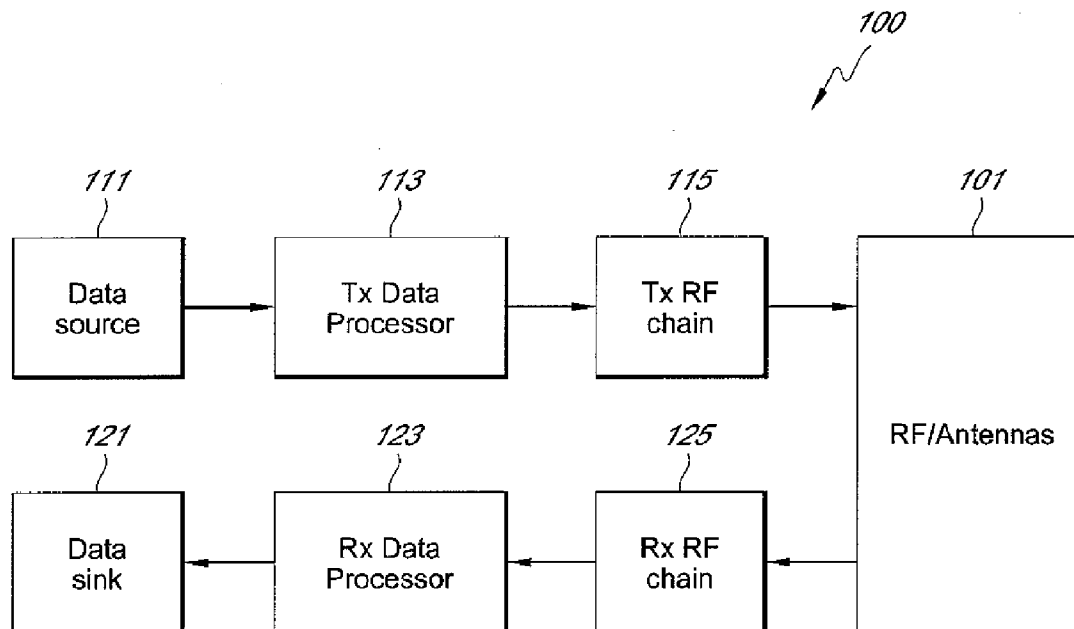 100
111
113
115
101
Data
source
Tx Data
Processor
Tx RF
chain
RF/Antennas
121
123
125
Data
sink
Rx Data
Processor
Rx RF
chain